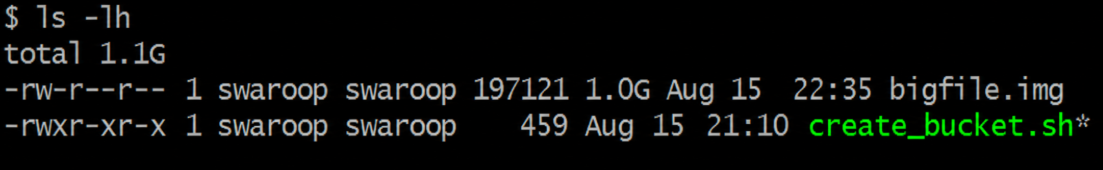 $ ls -lh
total 1.1G
-rw-r--r-- 1 swaroop swaroop 197121 1.0G Aug 15  22:35 bigfile.img
-rwxr-xr-x 1 swaroop swaroop    459 Aug 15 21:10 create_bucket.sh*